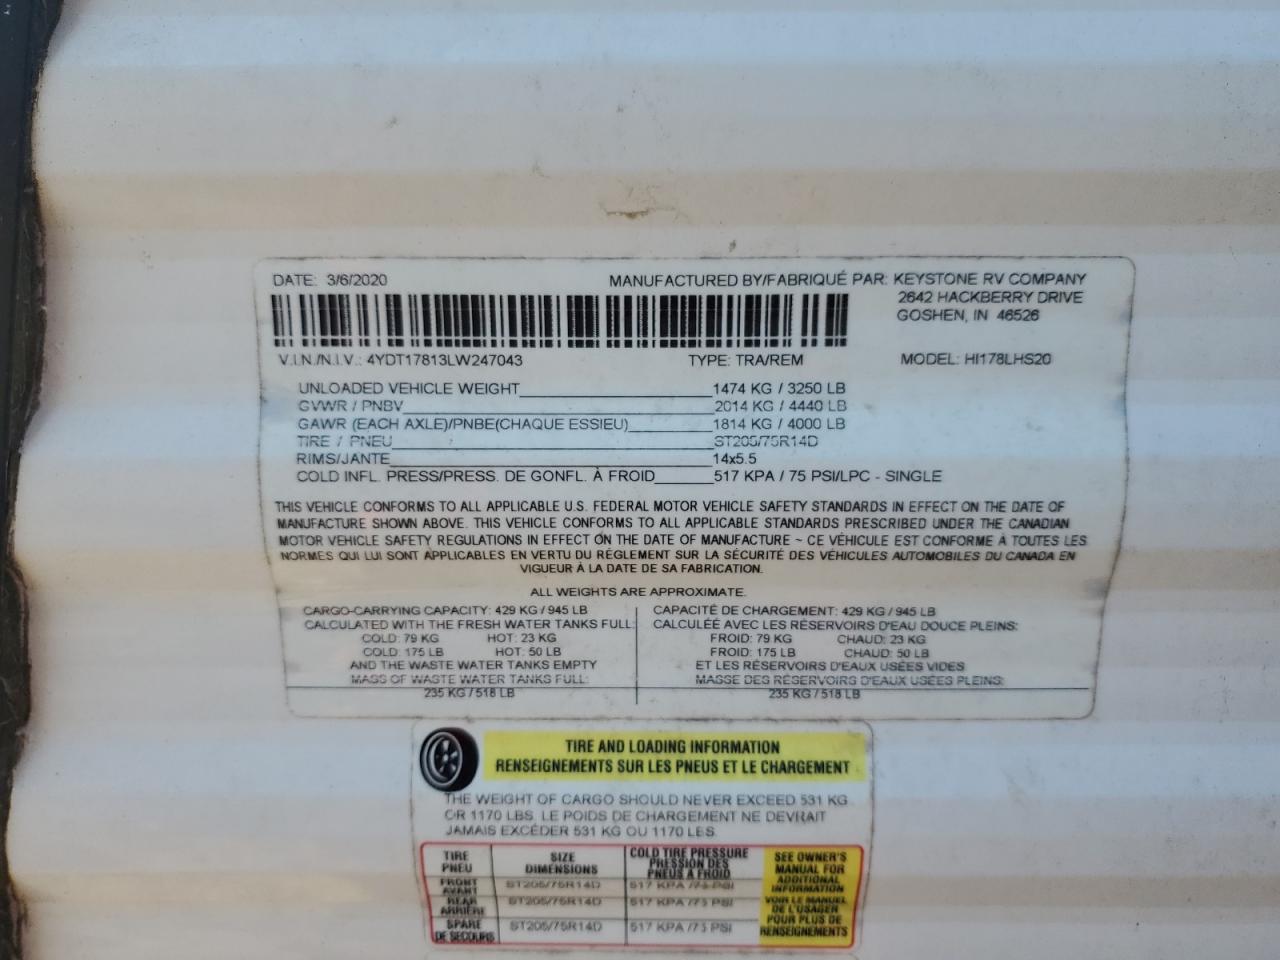 DATE: 3/6/2020 MANUFACTURED BY/FABRIQUÉ PAR: KEYSTONE RV COMPANY
2642 HACKBERRY DRIVE
GOSHEN, IN 46526
V.I.N./N.I.V.: 4YDT17813LW247043 TYPE: TRA/REM MODEL: HI178LHS20
UNLOADED VEHICLE WEIGHT 1474 KG / 3250 LB
GVWR / PNBV 2014 KG / 4440 LB
GAWR (EACH AXLE)/PNBE(CHAQUE ESSIEU) 1814 KG / 4000 LB
TIRE / PNEU ST205/75R14D
RIMS/JANTE 14x5.5
COLD INFL. PRESS/PRESS. DE GONFL. À FROID 517 KPA / 75 PSI/LPC - SINGLE
THIS VEHICLE CONFORMS TO ALL APPLICABLE U.S. FEDERAL MOTOR VEHICLE SAFETY STANDARDS IN EFFECT ON THE DATE OF
MANUFACTURE SHOWN ABOVE. THIS VEHICLE CONFORMS TO ALL APPLICABLE STANDARDS PRESCRIBED UNDER THE CANADIAN
MOTOR VEHICLE SAFETY REGULATIONS IN EFFECT ON THE DATE OF MANUFACTURE ~ CE VÉHICULE EST CONFORME À TOUTES LES
NORMES QUI LUI SONT APPLICABLES EN VERTU DU RÉGLEMENT SUR LA SÉCURITÉ DES VÉHICULES AUTOMOBILES DU CANADA EN
VIGUEUR À LA DATE DE SA FABRICATION.
ALL WEIGHTS ARE APPROXIMATE.
CARGO-CARRYING CAPACITY: 429 KG / 945 LB
CALCULATED WITH THE FRESH WATER TANKS FULL:
COLD: 79 KG HOT: 23 KG
COLD: 175 LB HOT: 50 LB
AND THE WASTE WATER TANKS EMPTY
MASS OF WASTE WATER TANKS FULL:
235 KG / 518 LB
CAPACITÉ DE CHARGEMENT: 429 KG / 945 LB
CALCULÉE AVEC LES RÉSERVOIRS D'EAU DOUCE PLEINS:
FROID: 79 KG CHAUD: 23 KG
FROID: 175 LB CHAUD: 50 LB
ET LES RÉSERVOIRS D'EAUX USÉES VIDES
MASSE DES RÉSERVOIRS D'EAUX USÉES PLEINS:
235 KG / 518 LB
TIRE AND LOADING INFORMATION
RENSEIGNEMENTS SUR LES PNEUS ET LE CHARGEMENT
THE WEIGHT OF CARGO SHOULD NEVER EXCEED 531 KG
OR 1170 LBS. LE POIDS DE CHARGEMENT NE DEVRAIT
JAMAIS EXCÉDER 531 KG OU 1170 LES.
TIRE
PNEU
SIZE
DIMENSIONS
COLD TIRE PRESSURE
PRESSION DES
PNEUS A FROID
FRONT
AVANT
ST205/75R14D
517 KPA /75 PSI
REAR
ARRIÈRE
ST205/75R14D
517 KPA /75 PSI
SPARE
DE SECOURS
ST205/75R14D
517 KPA /75 PSI
SEE OWNER'S
MANUAL FOR
ADDITIONAL
INFORMATION
VOIR LE MANUEL
DE L'USAGER
POUR PLUS DE
RENSEIGNEMENTS